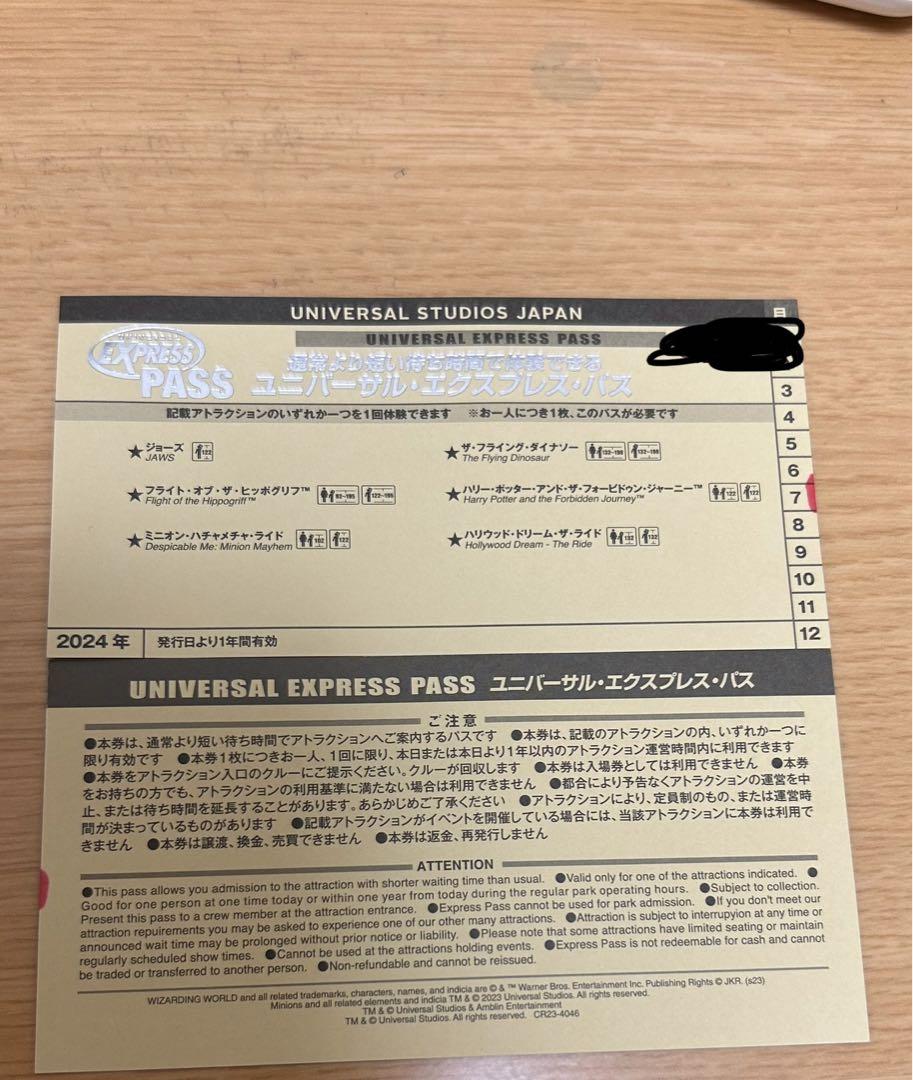 UNIVERSAL STUDIOS JAPAN
日
UNIVERSAL EXPRESS PASS
EXPRESS
PASS
通常より短い待ち時間で体験できる
ユニバーサル・エクスプレス・パス
記載アトラクションのいずれか一つを1回体験できます ※お一人につき1枚、このパスが必要です
★ジョーズ 122
JAWS
★ザ・フライング・ダイナソー 132~198 132~198
The Flying Dinosaur
★フライト・オブ・ザ・ヒッポグリフ™ 92~195 122~195
Flight of the Hippogriff™
★ハリー・ポッター・アンド・ザ・フォービドゥン・ジャーニー™ 122 122
Harry Potter and the Forbidden Journey™
★ミニオン・ハチャメチャ・ライド 102 122
Despicable Me: Minion Mayhem
★ハリウッド・ドリーム・ザ・ライド 132 132
Hollywood Dream - The Ride
3
4
5
6
7
8
9
10
11
12
2024年 発行日より1年間有効
UNIVERSAL EXPRESS PASS ユニバーサル・エクスプレス・パス
ご注意
●本券は、通常より短い待ち時間でアトラクションへご案内するパスです ●本券は、記載のアトラクションの内、いずれか一つに
限り有効です ●本券1枚につきお一人、1回に限り、本日または本日より1年以内のアトラクション運営時間内に利用できます
●本券をアトラクション入口のクルーにご提示ください。クルーが回収します ●本券は入場券としては利用できません ●本券
をお持ちの方でも、アトラクションの利用基準に満たない場合は利用できません ●都合により予告なくアトラクションの運営を中
止、または待ち時間を延長することがあります。あらかじめご了承ください ●アトラクションにより、定員制のもの、または運営時
間が決まっているものがあります ●記載アトラクションがイベントを開催している場合には、当該アトラクションに本券は利用で
きません ●本券は譲渡、換金、売買できません ●本券は返金、再発行しません
ATTENTION
●This pass allows you admission to the attraction with shorter waiting time than usual. ●Valid only for one of the attractions indicated. ●
Good for one person at one time today or within one year from today during the regular park operating hours. ●Subject to collection.
Present this pass to a crew member at the attraction entrance. ●Express Pass cannot be used for park admission. ●If you don't meet our
attraction repuirements you may be asked to experience one of our other many attractions. ●Attraction is subject to interrupyion at any time or
announced wait time may be prolonged without prior notice or liability. ●Please note that some attractions have limited seating or maintain
regularly scheduled show times. ●Cannot be used at the attractions holding events. ●Express Pass is not redeemable for cash and cannot
be traded or transferred to another person. ●Non-refundable and cannot be reissued.
WIZARDING WORLD and all related trademarks, characters, names, and indicia are © & ™ Warner Bros. Entertainment Inc. Publishing Rights © JKR. (s23)
Minions and all related elements and indicia TM & © 2023 Universal Studios. All rights reserved.
TM & © Universal Studios & Amblin Entertainment
TM & © Universal Studios. All rights reserved. CR23-4046